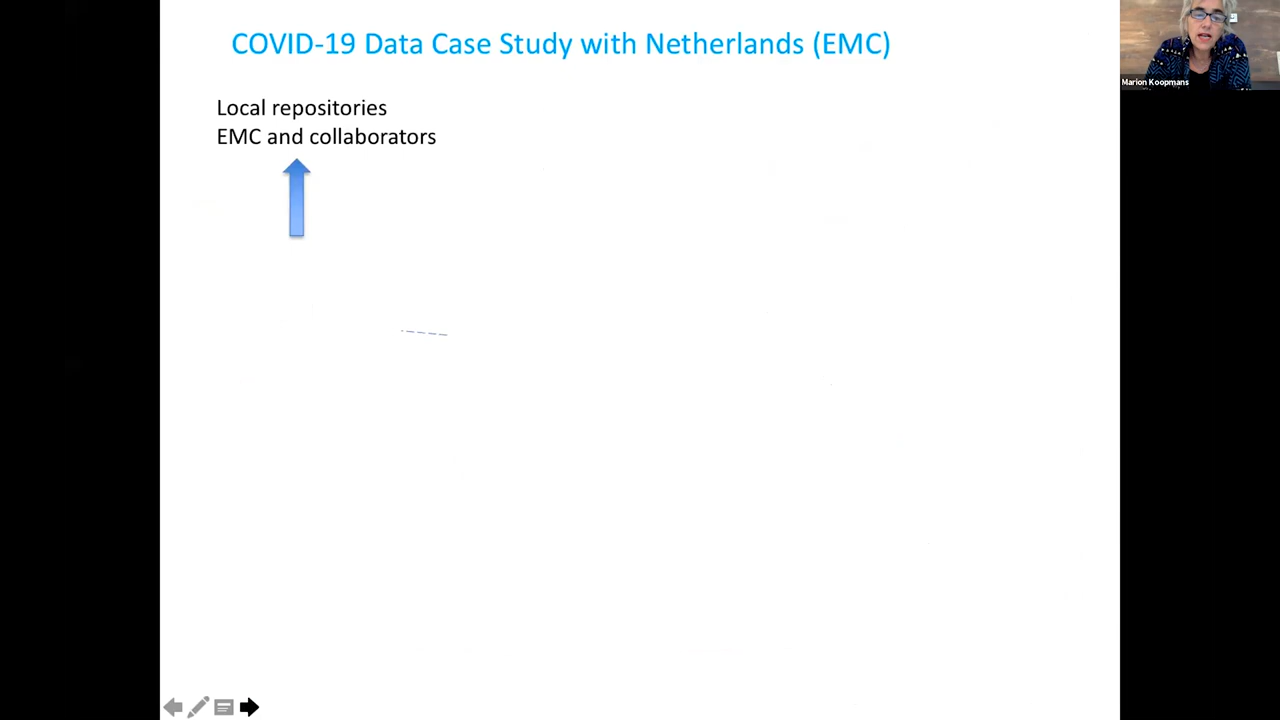 COVID-19 Data Case Study with Netherlands (EMC)
Marion Koopmans
Local repositories
EMC and collaborators